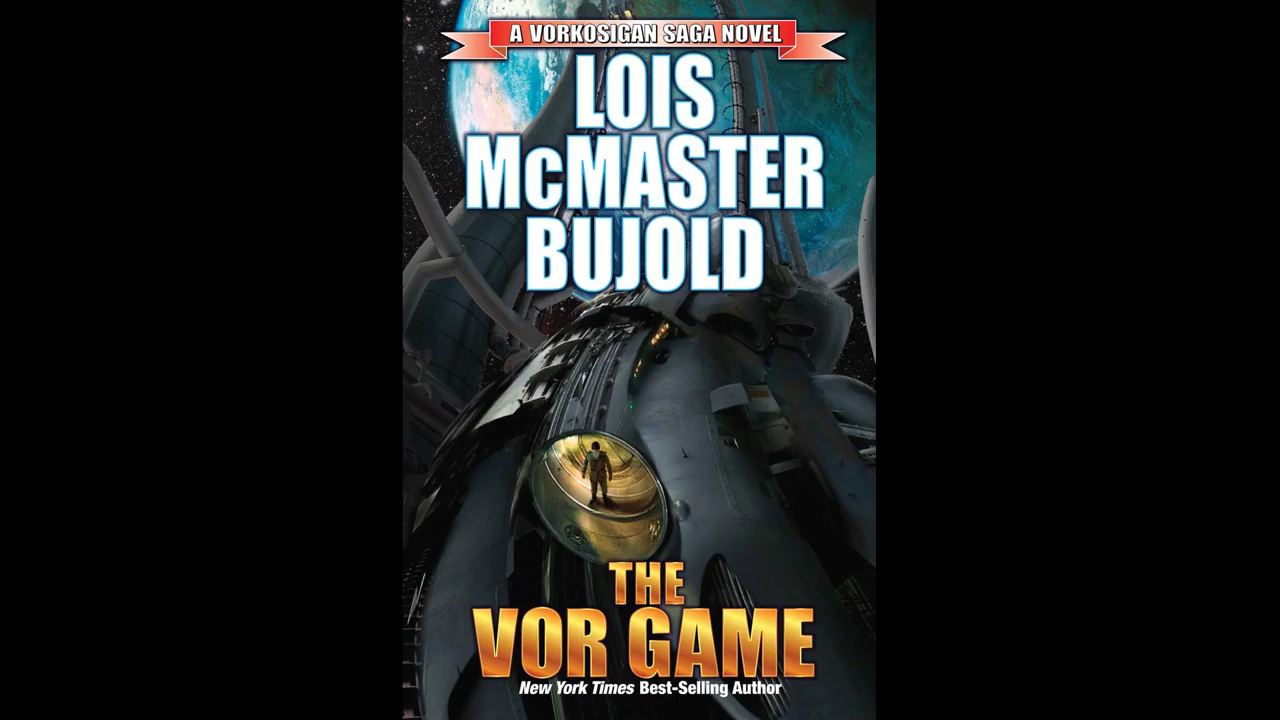 A VORKOSIGAN SAGA NOVEL
LOIS
McMASTER
BUJOLD
THE
VOR GAME
New York Times Best-Selling Author